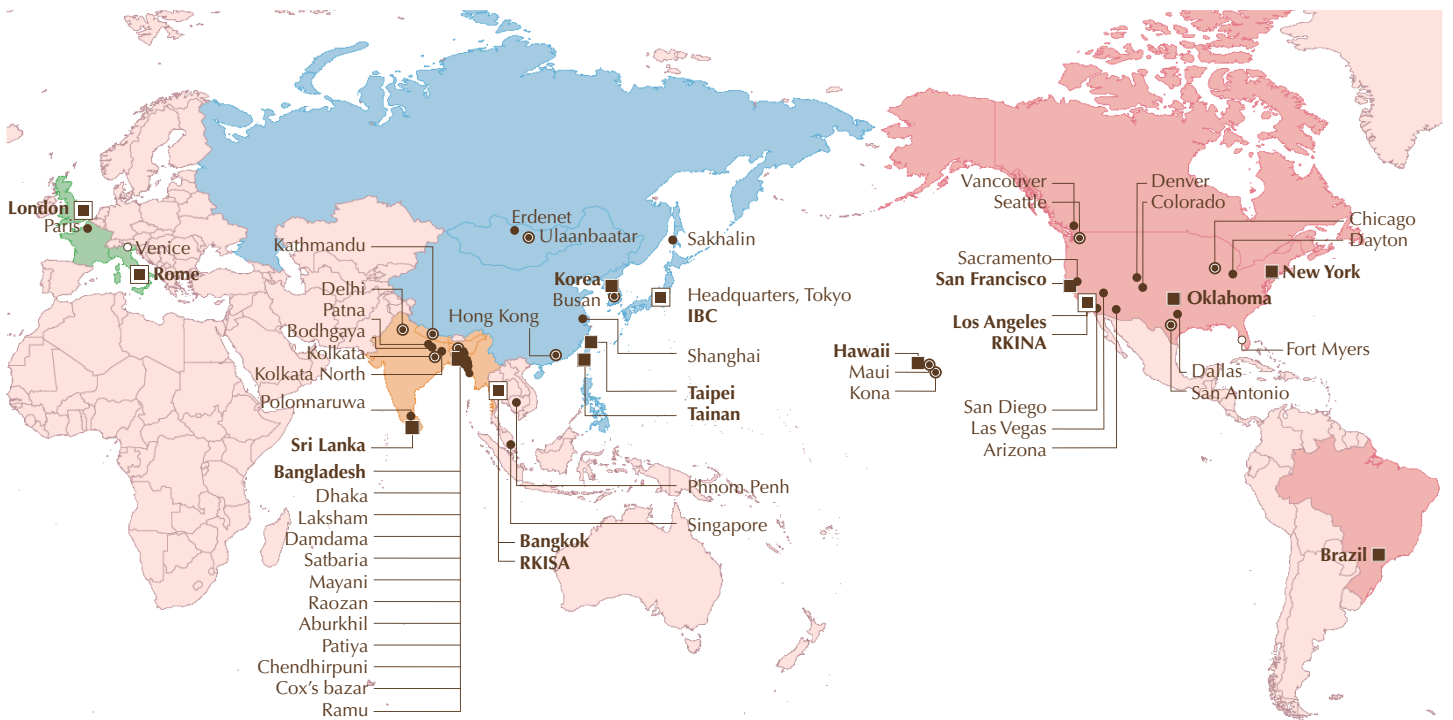 London
Paris
Venice
Rome
Kathmandu
Delhi
Patna
Bodhgaya
Kolkata
Kolkata North
Polonnaruwa
Sri Lanka
Bangladesh
Dhaka
Laksham
Damdama
Satbaria
Mayani
Raozan
Aburkhil
Patiya
Chendhirpuni
Cox's bazar
Ramu
Erdenet
Ulaanbaatar
Sakhalin
Korea
Busan
Headquarters, Tokyo
IBC
Hong Kong
Shanghai
Taipei
Tainan
Phnom Penh
Singapore
Bangkok
RKISA
Hawaii
Maui
Kona
Vancouver
Seattle
Denver
Colorado
Chicago
Dayton
Sacramento
San Francisco
New York
Oklahoma
Los Angeles
RKINA
Fort Myers
Dallas
San Antonio
San Diego
Las Vegas
Arizona
Brazil